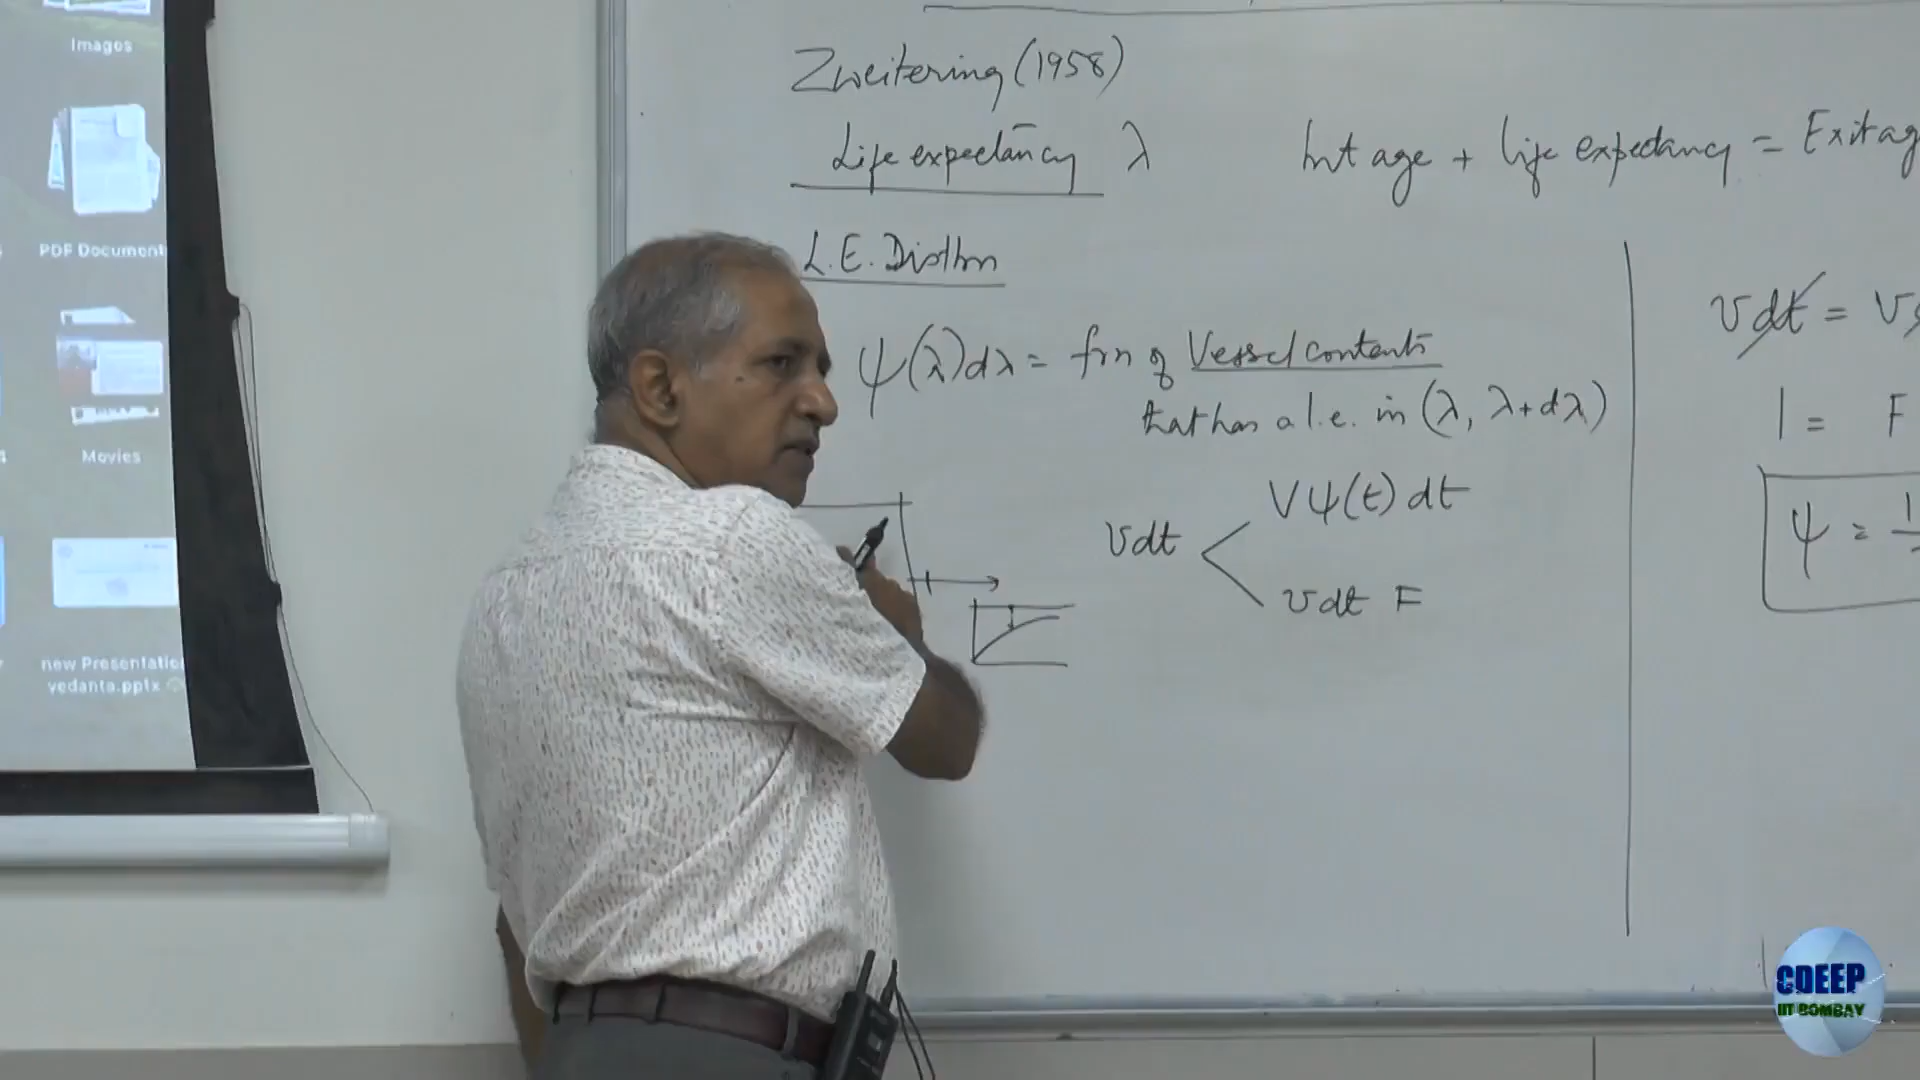 Images
PDF Document
Movies
new Presentation
vedanta.pptx
Zweitering (1958)
Life expectancy λ
Int age + life expectancy = Exit ag
L.E. Distbn
ψ(λ)dλ = frn of Vessel contents
that has a l.e. in (λ, λ+dλ)
vdt
Vψ(t) dt
vdt F
vdt = V
1 = F
ψ = 1
CDEEP
IIT BOMBAY